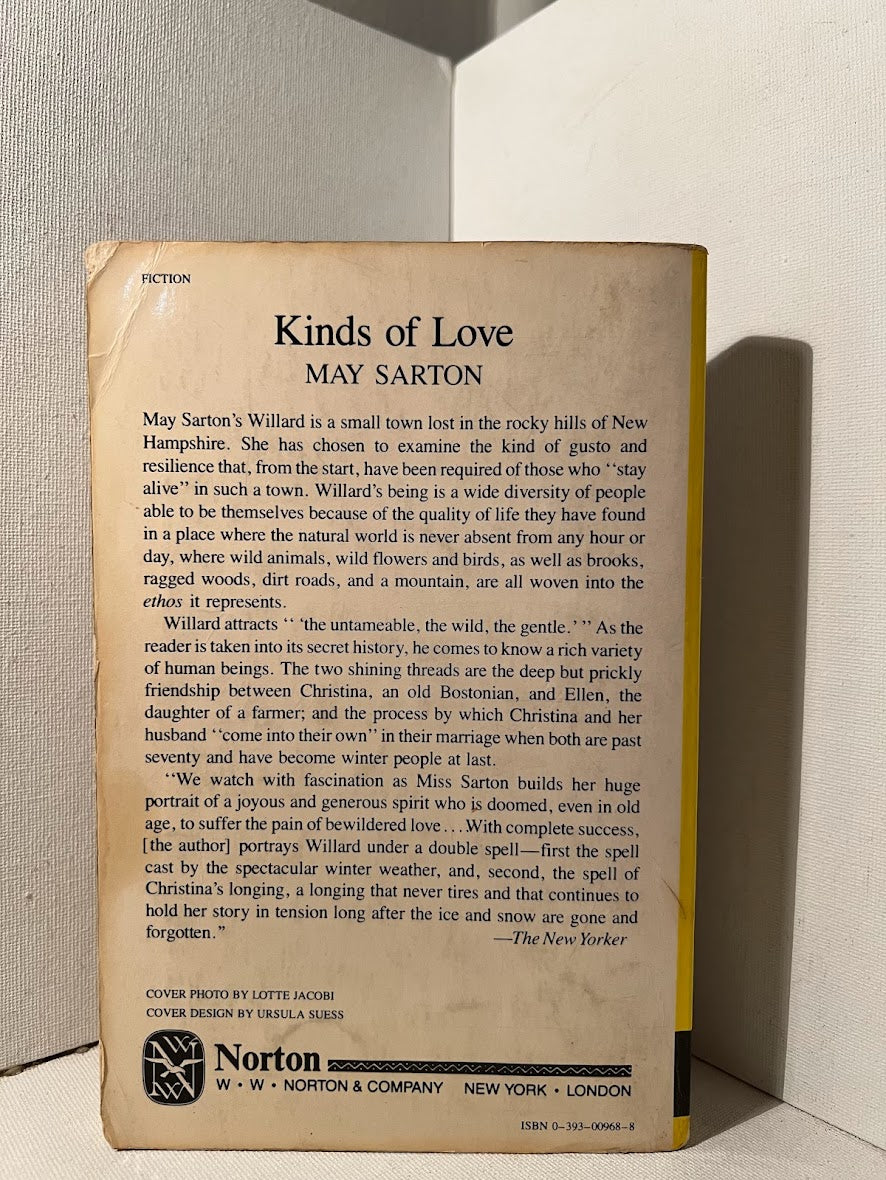 FICTION
Kinds of Love
MAY SARTON
May Sarton's Willard is a small town lost in the rocky hills of New
Hampshire. She has chosen to examine the kind of gusto and
resilience that, from the start, have been required of those who “stay
alive” in such a town. Willard's being is a wide diversity of people
able to be themselves because of the quality of life they have found
in a place where the natural world is never absent from any hour or
day, where wild animals, wild flowers and birds, as well as brooks,
ragged woods, dirt roads, and a mountain, are all woven into the
ethos it represents.
Willard attracts “ ‘the untameable, the wild, the gentle.’ ” As the
reader is taken into its secret history, he comes to know a rich variety
of human beings. The two shining threads are the deep but prickly
friendship between Christina, an old Bostonian, and Ellen, the
daughter of a farmer; and the process by which Christina and her
husband “come into their own” in their marriage when both are past
seventy and have become winter people at last.
“We watch with fascination as Miss Sarton builds her huge
portrait of a joyous and generous spirit who is doomed, even in old
age, to suffer the pain of bewildered love...With complete success,
[the author] portrays Willard under a double spell—first the spell
cast by the spectacular winter weather, and, second, the spell of
Christina's longing, a longing that never tires and that continues to
hold her story in tension long after the ice and snow are gone and
forgotten.” —The New Yorker
COVER PHOTO BY LOTTE JACOBI
COVER DESIGN BY URSULA SUESS
Norton
W • W • NORTON & COMPANY NEW YORK • LONDON
ISBN 0–393–00968–8